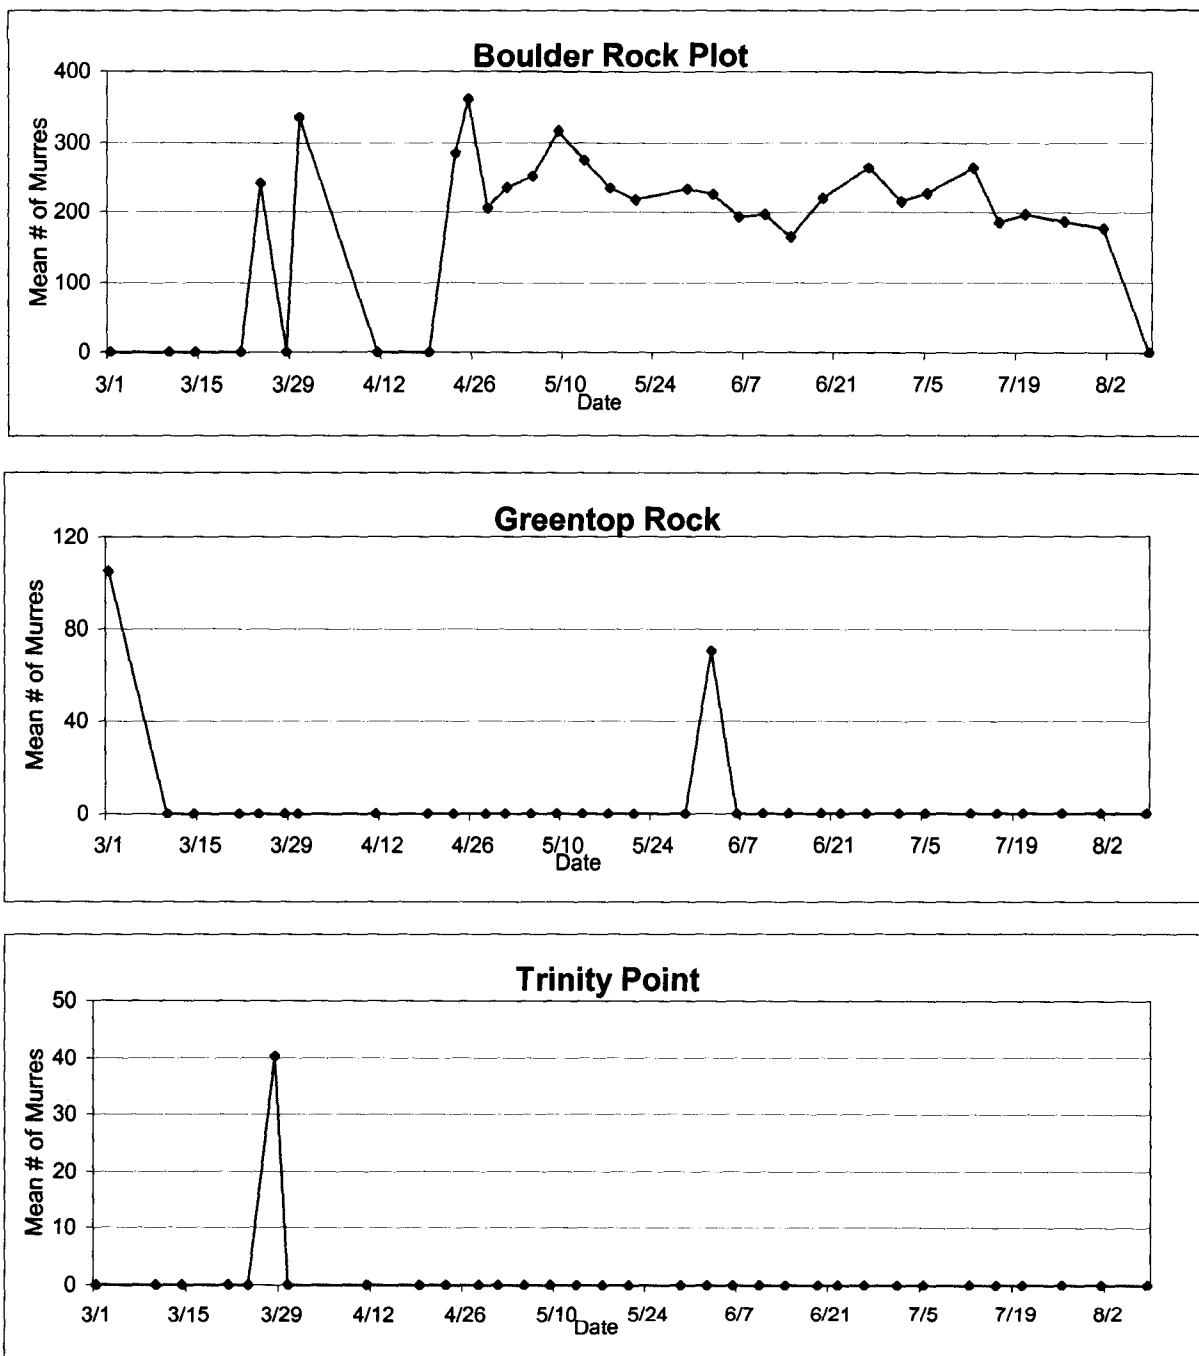 Boulder Rock Plot
400
300
200
100
0
Mean # of Murres
3/1 3/15 3/29 4/12 4/26 5/10 5/24 6/7 6/21 7/5 7/19 8/2
Date
Greentop Rock
120
80
40
0
Mean # of Murres
3/1 3/15 3/29 4/12 4/26 5/10 5/24 6/7 6/21 7/5 7/19 8/2
Date
Trinity Point
50
40
30
20
10
0
Mean # of Murres
3/1 3/15 3/29 4/12 4/26 5/10 5/24 6/7 6/21 7/5 7/19 8/2
Date